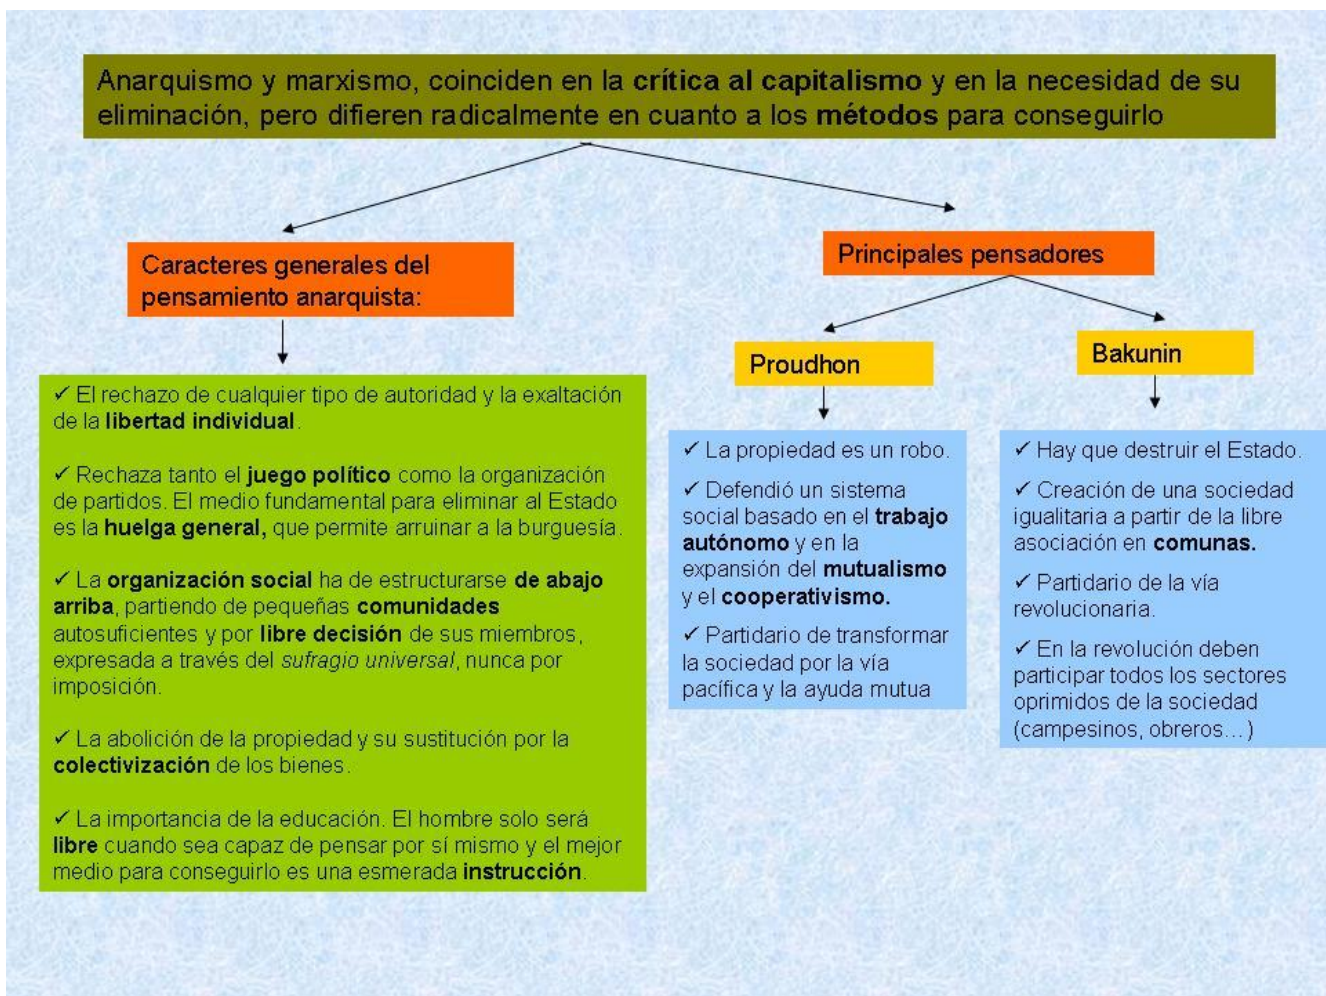 Anarquismo y marxismo, coinciden en la crítica al capitalismo y en la necesidad de su
eliminación, pero difieren radicalmente en cuanto a los métodos para conseguirlo
Caracteres generales del
pensamiento anarquista:
✓ El rechazo de cualquier tipo de autoridad y la exaltación
de la libertad individual.
✓ Rechaza tanto el juego político como la organización
de partidos. El medio fundamental para eliminar al Estado
es la huelga general, que permite arruinar a la burguesía.
✓ La organización social ha de estructurarse de abajo
arriba, partiendo de pequeñas comunidades
autosuficientes y por libre decisión de sus miembros,
expresada a través del sufragio universal, nunca por
imposición.
✓ La abolición de la propiedad y su sustitución por la
colectivización de los bienes.
✓ La importancia de la educación. El hombre solo será
libre cuando sea capaz de pensar por sí mismo y el mejor
medio para conseguirlo es una esmerada instrucción.
Principales pensadores
Proudhon
✓ La propiedad es un robo.
✓ Defendió un sistema
social basado en el trabajo
autónomo y en la
expansión del mutualismo
y el cooperativismo.
✓ Partidario de transformar
la sociedad por la vía
pacífica y la ayuda mutua
Bakunin
✓ Hay que destruir el Estado.
✓ Creación de una sociedad
igualitaria a partir de la libre
asociación en comunas.
✓ Partidario de la vía
revolucionaria.
✓ En la revolución deben
participar todos los sectores
oprimidos de la sociedad
(campesinos, obreros…)